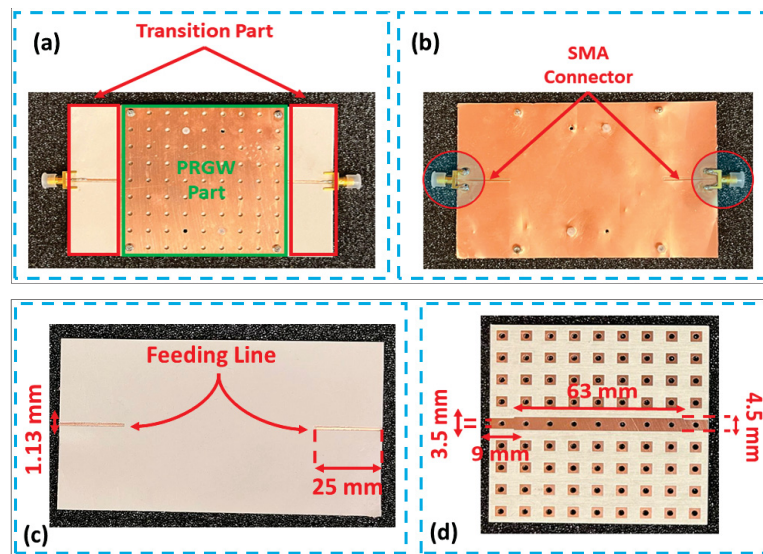 (a)
Transition Part
PRGW
Part
(b)
SMA
Connector
(c)
Feeding Line
1.13 mm
25 mm
(d)
63 mm
3.5 mm
9 mm
4.5 mm